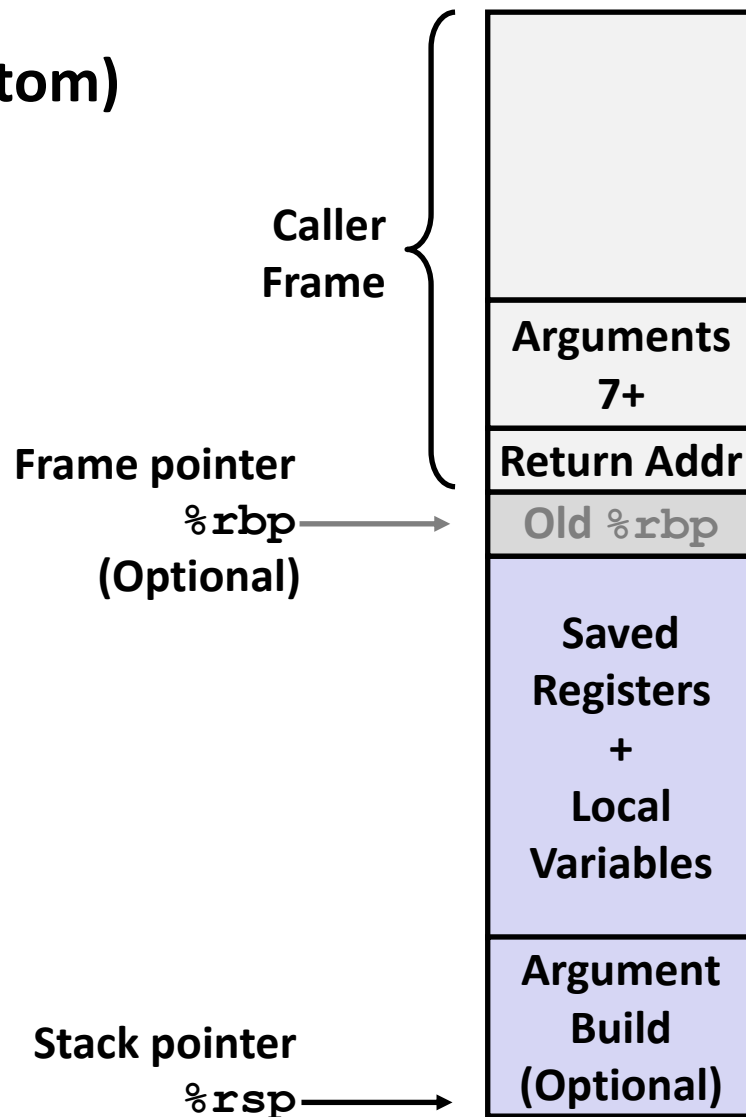 tom)
Caller
Frame
Arguments
7+
Return Addr
Frame pointer
%rbp
(Optional)
Old %rbp
Saved
Registers
+
Local
Variables
Argument
Build
(Optional)
Stack pointer
%rsp